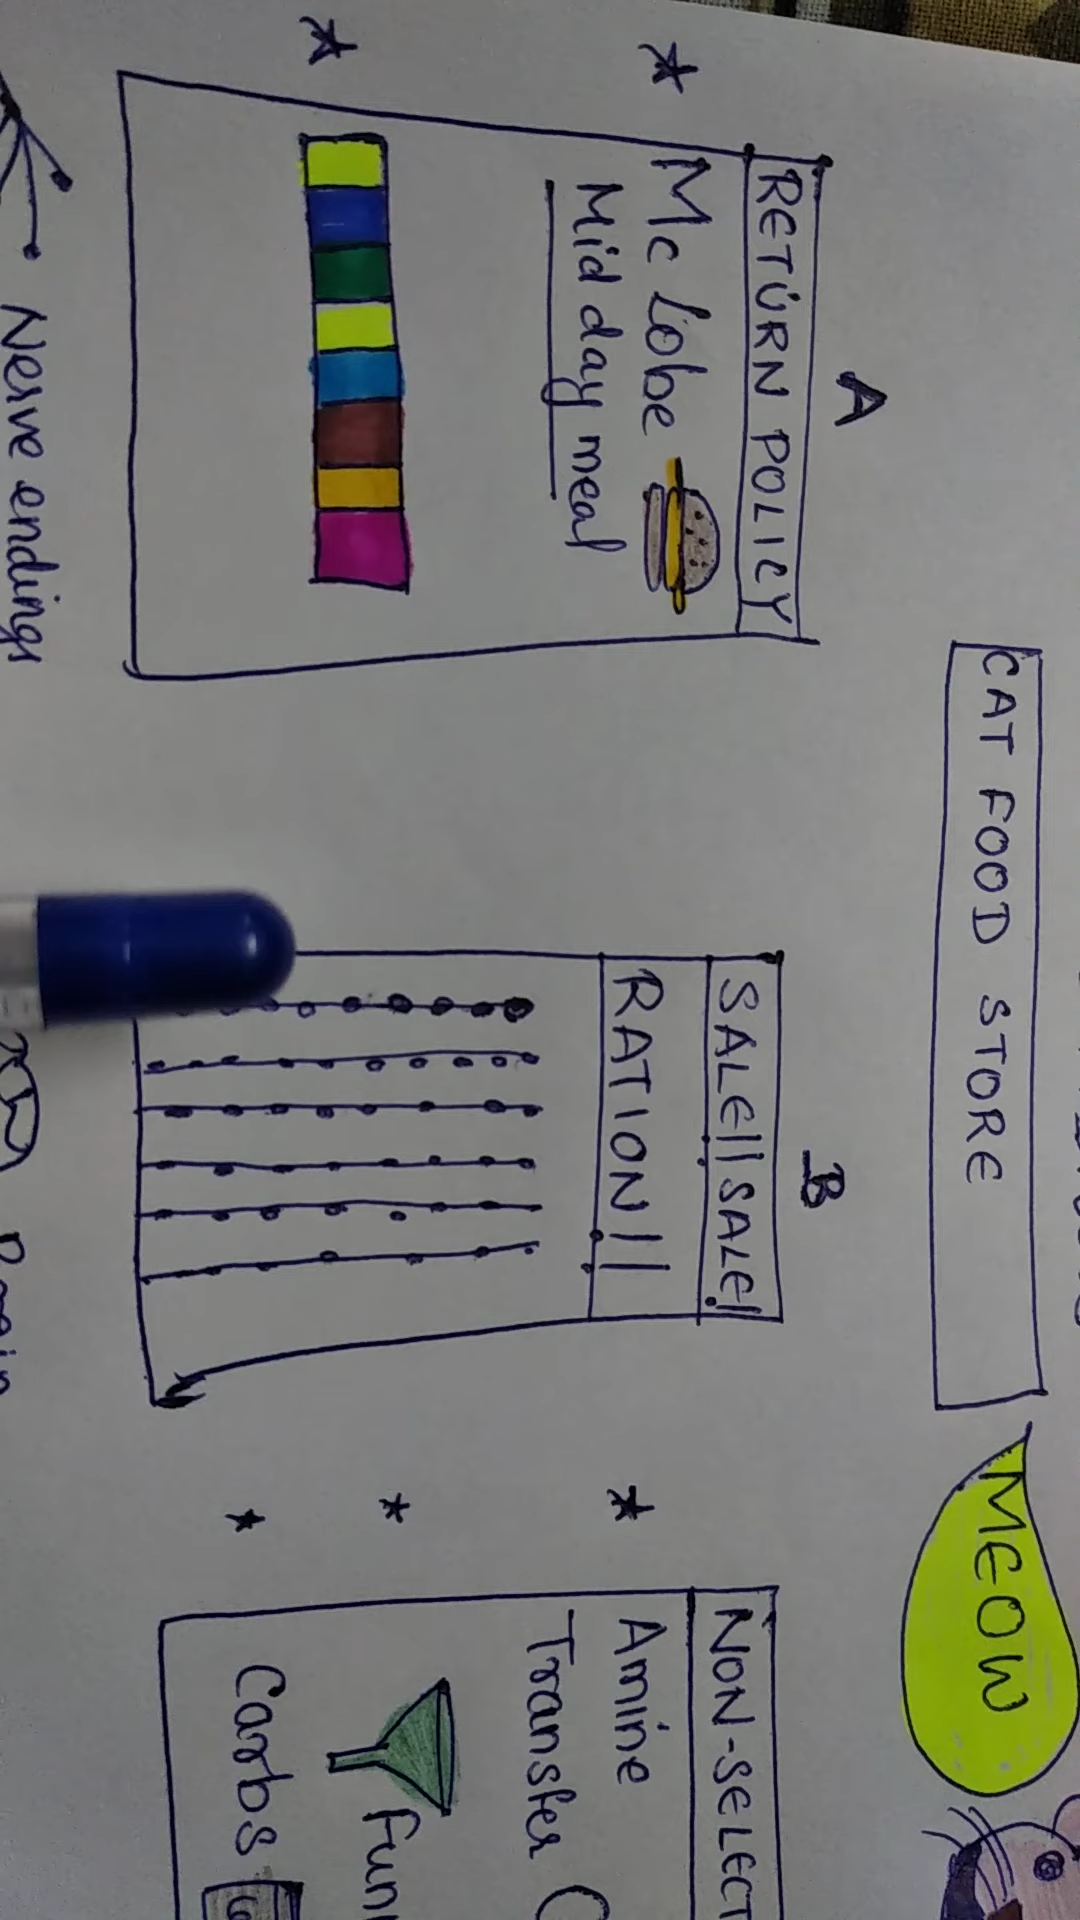 CAT FOOD STORE
MEOW
A
RETURN POLICY
Mc Lobe
Mid day meal
B
SALE!! SALE!
RATION!!
NON-SELECT
Amine
Transfer
Carbs
Nerve endings